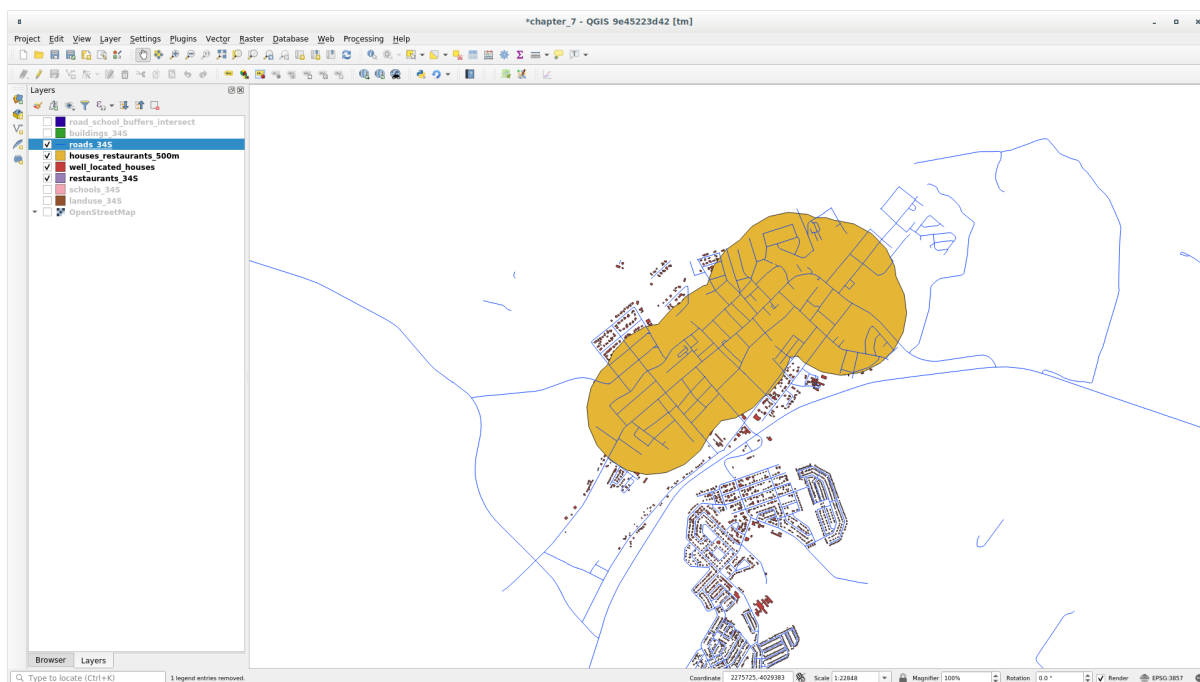 *chapter_7 - QGIS 9e45223d42 [tm]
Project Edit View Layer Settings Plugins Vector Raster Database Web Processing Help
Layers
road_school_buffers_intersect
buildings_34S
roads_34S
houses_restaurants_500m
well_located_houses
restaurants_34S
schools_34S
landuse_34S
OpenStreetMap
Browser Layers
Type to locate (Ctrl+K) 1 legend entries removed. Coordinate 2275725,-4029383 Scale 1:22848 Magnifier 100% Rotation 0.0 ° Render EPSG:3857